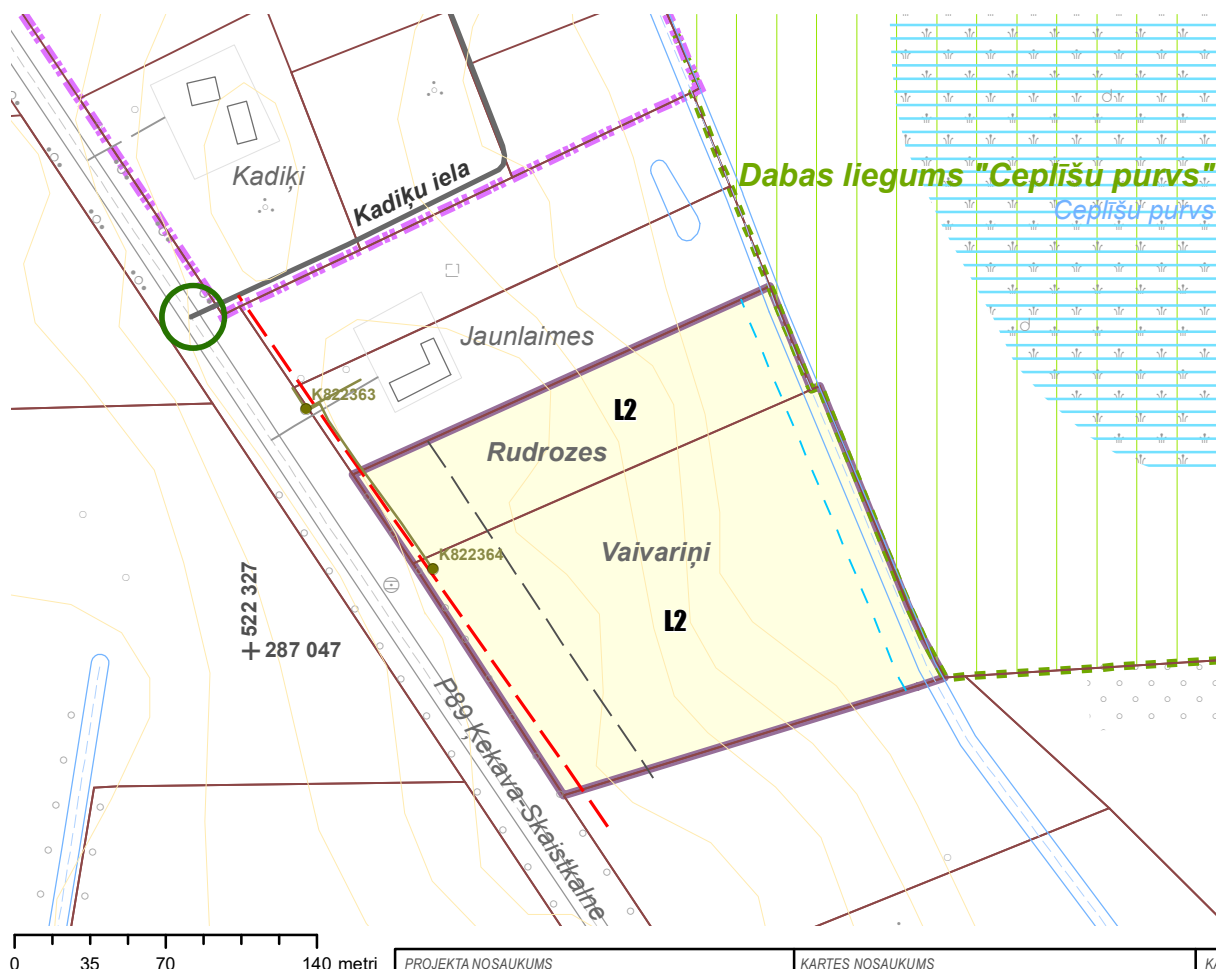 Kadiķi
Kadiķu iela
Dabas liegums "Ceplīšu purvs"
Ceplīšu purvs
Jaunlaimes
K822363
L2
Rudrozes
K822364
Vaivariņi
L2
522 327
287 047
P89 Ķekava-Skaistkalne
0 35 70 140 metri
PROJEKTA NOSAUKUMS
KARTES NOSAUKUMS